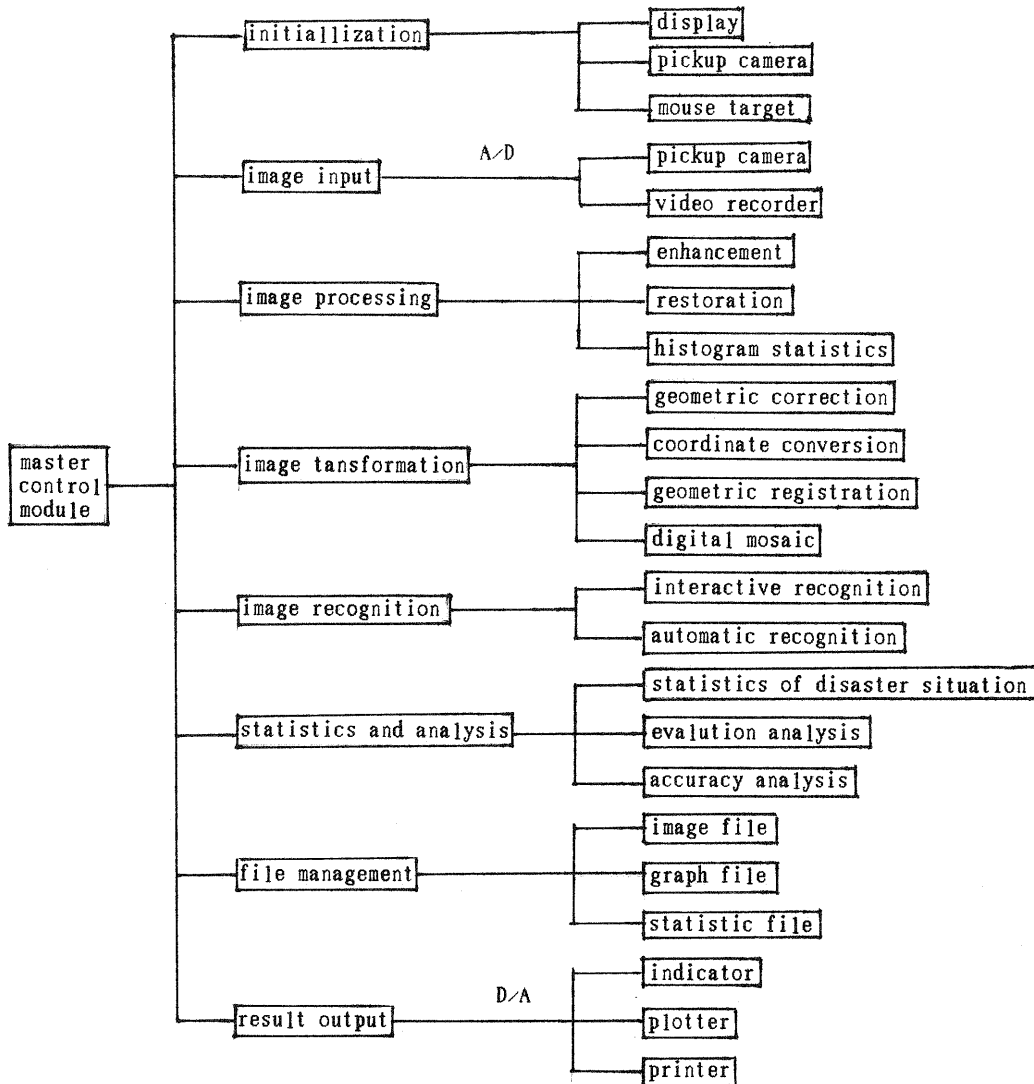 master
control
module
initiallization
display
pickup camera
mouse target
image input
A/D
pickup camera
video recorder
image processing
enhancement
restoration
histogram statistics
image tansformation
geometric correction
coordinate conversion
geometric registration
digital mosaic
image recognition
interactive recognition
automatic recognition
statistics and analysis
statistics of disaster situation
evalution analysis
accuracy analysis
file management
image file
graph file
statistic file
result output
D/A
indicator
plotter
printer